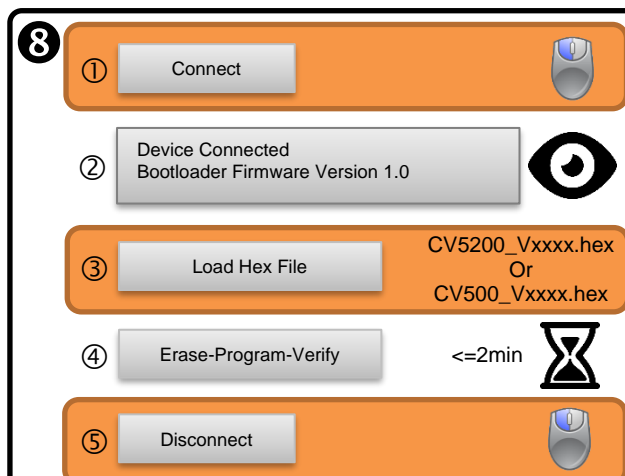 ❽
① Connect
② Device Connected
Bootloader Firmware Version 1.0
③ Load Hex File
CV5200_Vxxxx.hex
Or
CV500_Vxxxx.hex
④ Erase-Program-Verify <=2min
⑤ Disconnect